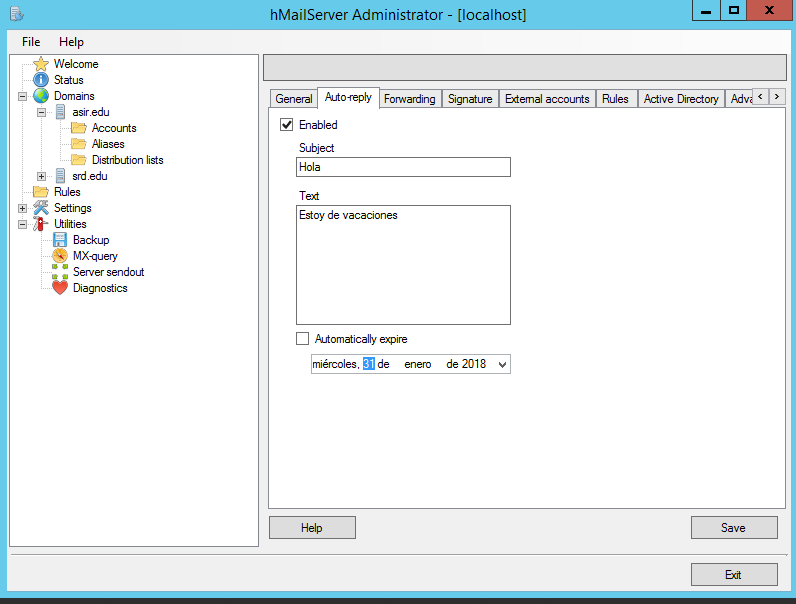 hMailServer Administrator - [localhost]
File Help
Welcome
Status
Domains
asir.edu
Accounts
Aliases
Distribution lists
srd.edu
Rules
Settings
Utilities
Backup
MX-query
Server sendout
Diagnostics
General Auto-reply Forwarding Signature External accounts Rules Active Directory Adva
Enabled
Subject
Hola
Text
Estoy de vacaciones
Automatically expire
miércoles, 31 de enero de 2018
Help Save
Exit